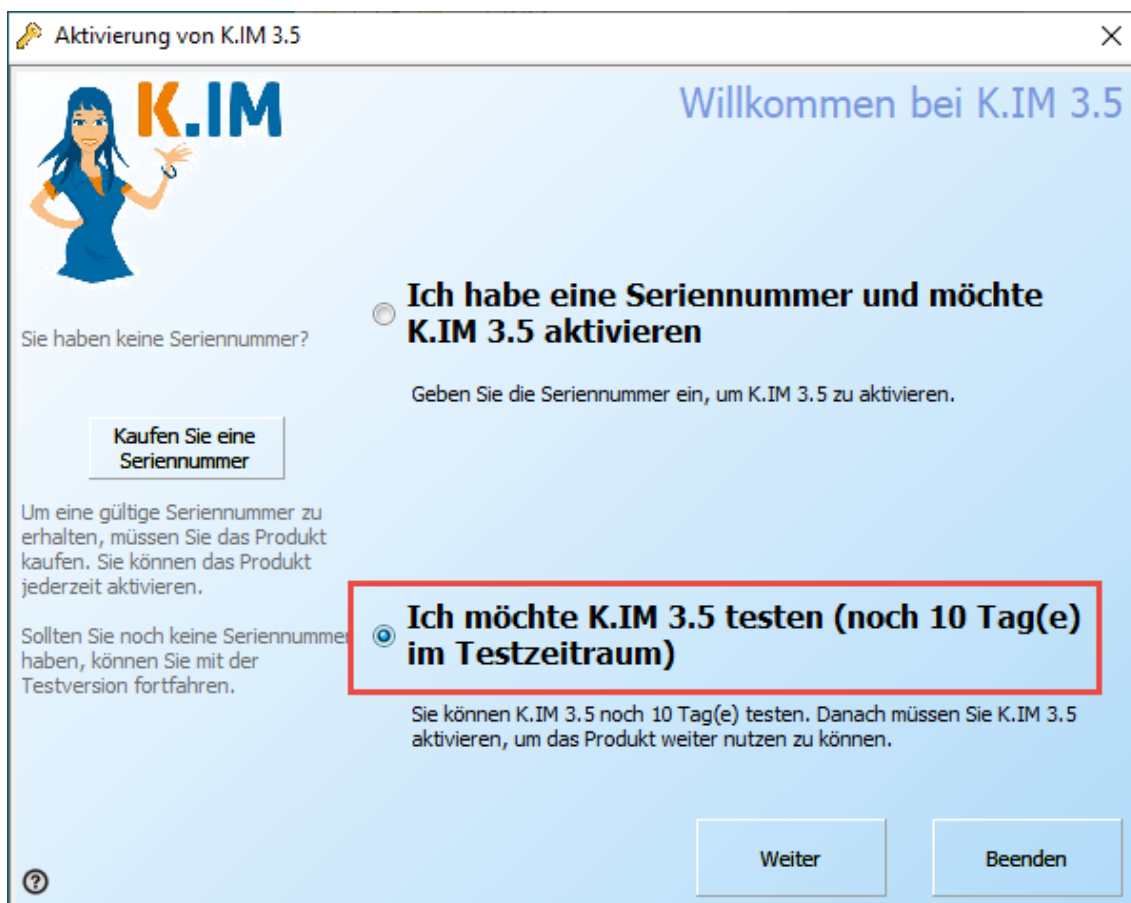 Aktivierung von K.IM 3.5
K.IM
Willkommen bei K.IM 3.5
Sie haben keine Seriennummer?
Kaufen Sie eine
Seriennummer
Um eine gültige Seriennummer zu
erhalten, müssen Sie das Produkt
kaufen. Sie können das Produkt
jederzeit aktivieren.
Sollten Sie noch keine Seriennummer
haben, können Sie mit der
Testversion fortfahren.
Ich habe eine Seriennummer und möchte
K.IM 3.5 aktivieren
Geben Sie die Seriennummer ein, um K.IM 3.5 zu aktivieren.
Ich möchte K.IM 3.5 testen (noch 10 Tag(e)
im Testzeitraum)
Sie können K.IM 3.5 noch 10 Tag(e) testen. Danach müssen Sie K.IM 3.5
aktivieren, um das Produkt weiter nutzen zu können.
Weiter
Beenden